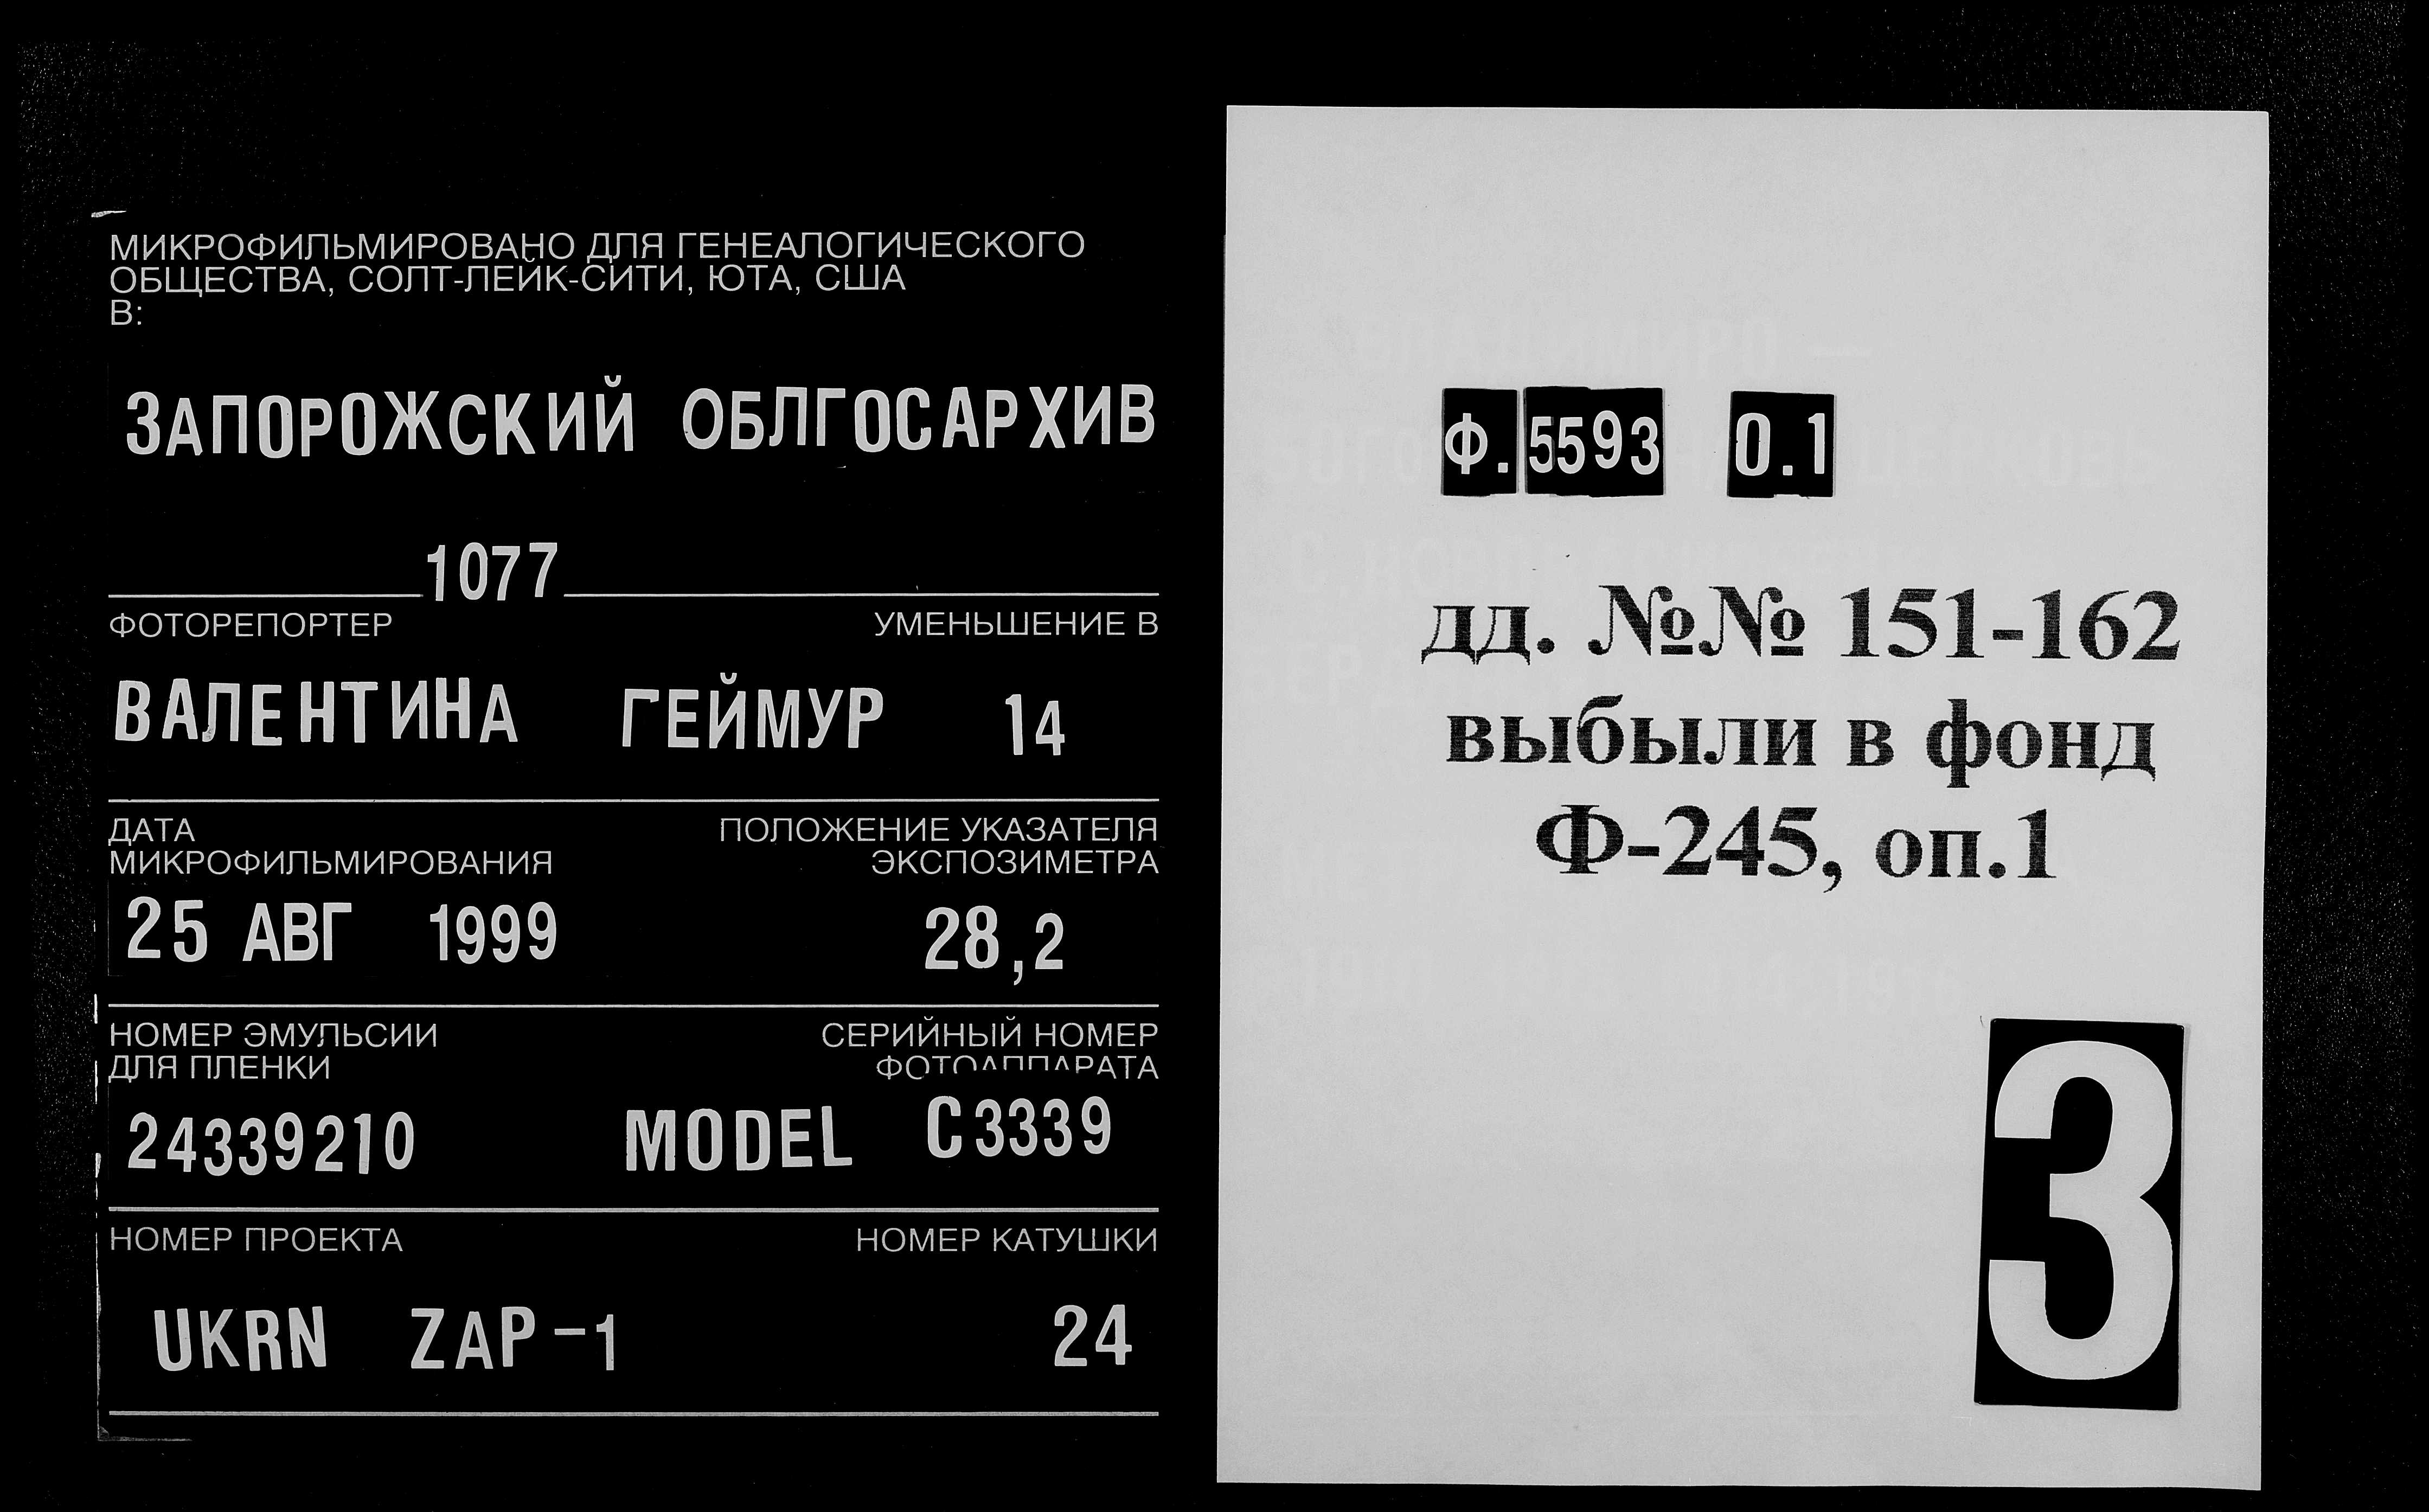 МИКРОФИЛЬМИРОВАНО ДЛЯ ГЕНЕАЛОГИЧЕСКОГО
ОБЩЕСТВА, СОЛТ-ЛЕЙК-СИТИ, ЮТА, США
В:
ЗАПОРОЖСКИЙ ОБЛГОСАРХИВ
1077
ФОТОРЕПОРТЕР УМЕНЬШЕНИЕ В
ВАЛЕНТИНА ГЕЙМУР 14
ДАТА ПОЛОЖЕНИЕ УКАЗАТЕЛЯ
МИКРОФИЛЬМИРОВАНИЯ ЭКСПОЗИМЕТРА
25 АВГ 1999 28,2
НОМЕР ЭМУЛЬСИИ СЕРИЙНЫЙ НОМЕР
ДЛЯ ПЛЕНКИ ФОТОАППАРАТА
24339210 MODEL C3339
НОМЕР ПРОЕКТА НОМЕР КАТУШКИ
UKRN ZAP-1 24
Ф. 5593 О.1
дд. №№ 151-162
выбыли в фонд
Ф-245, оп.1
3